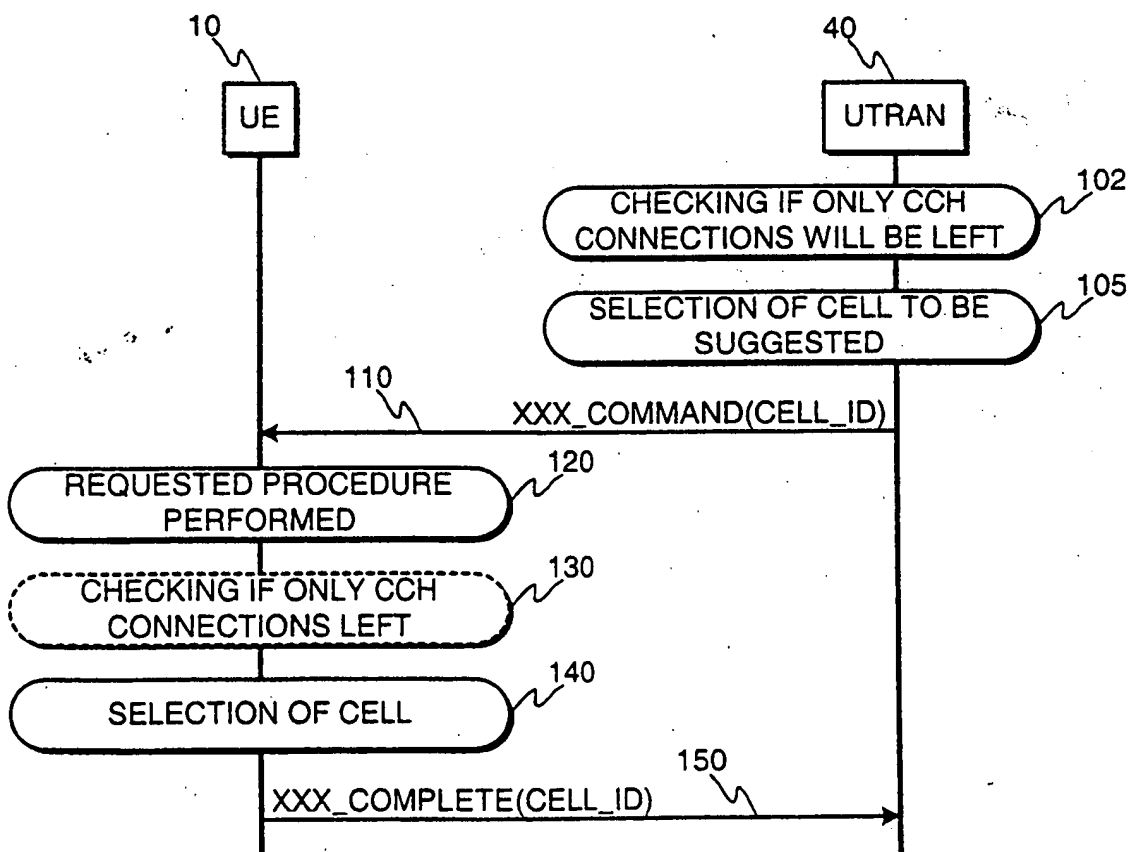 10
40
UE
UTRAN
102
CHECKING IF ONLY CCH
CONNECTIONS WILL BE LEFT
105
SELECTION OF CELL TO BE
SUGGESTED
110
XXX_COMMAND(CELL_ID)
120
REQUESTED PROCEDURE
PERFORMED
130
CHECKING IF ONLY CCH
CONNECTIONS LEFT
140
SELECTION OF CELL
150
XXX_COMPLETE(CELL_ID)